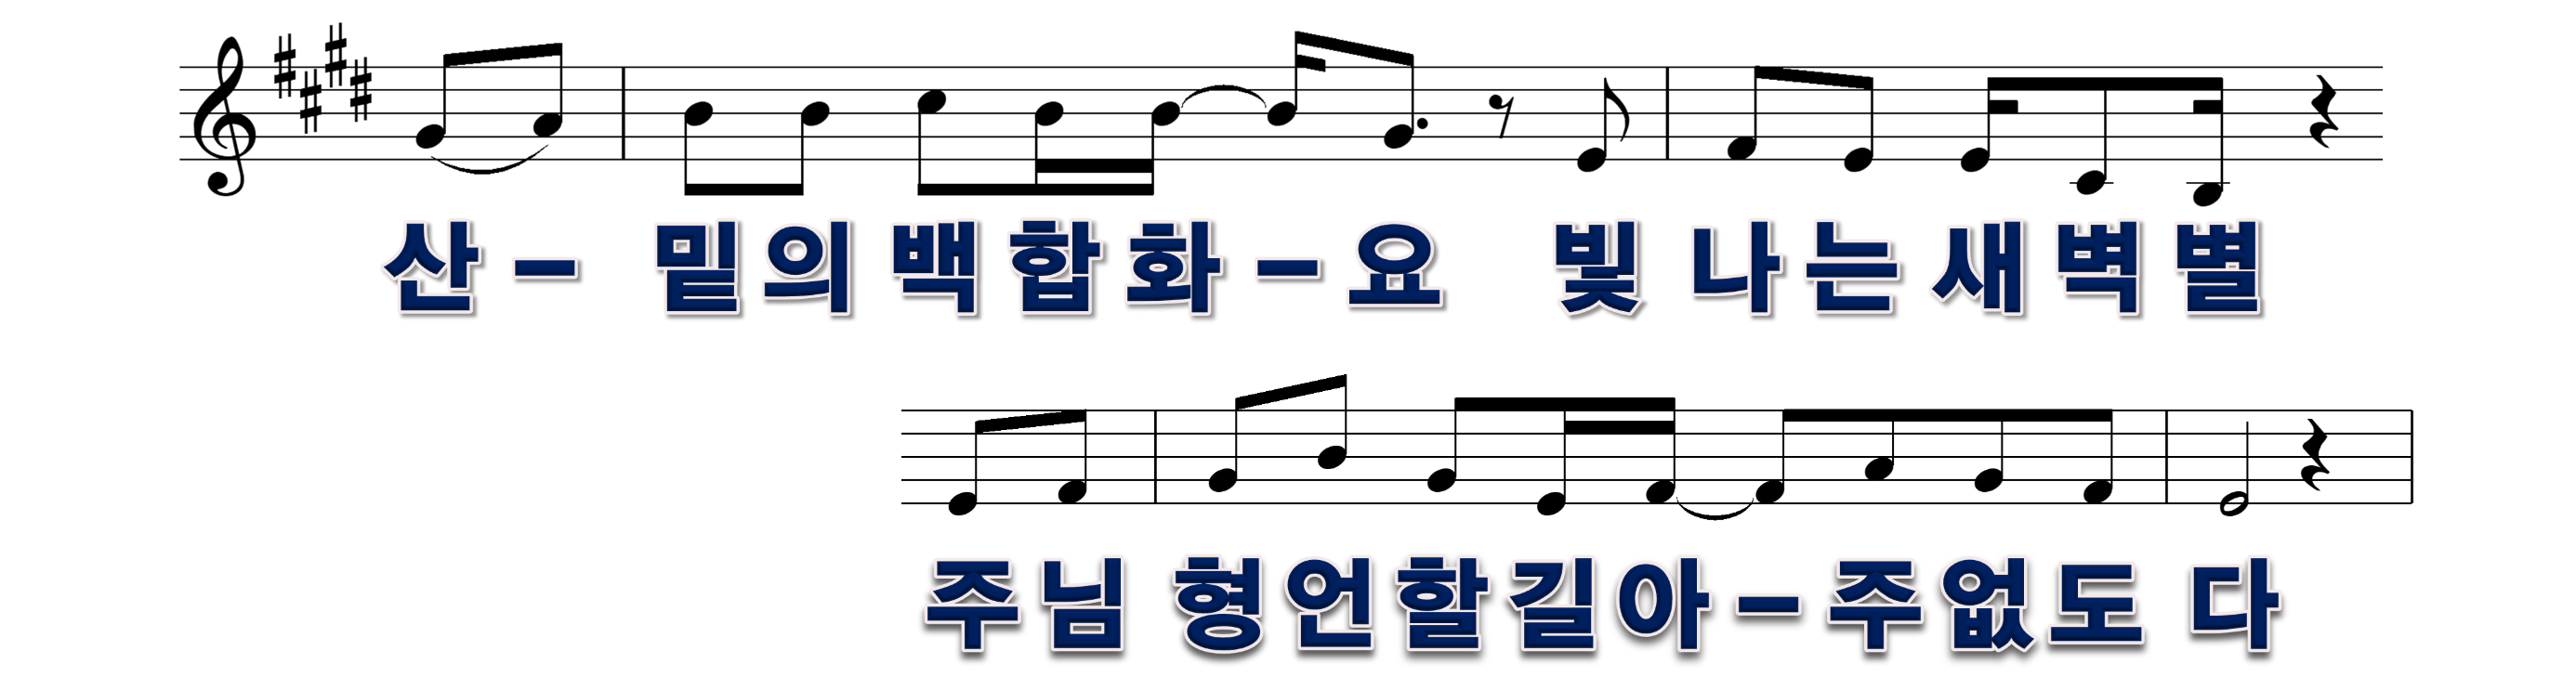 산 - 밑의 백합화 - 요 빛 나는새벽별
주님 형언할길아 - 주없도 다